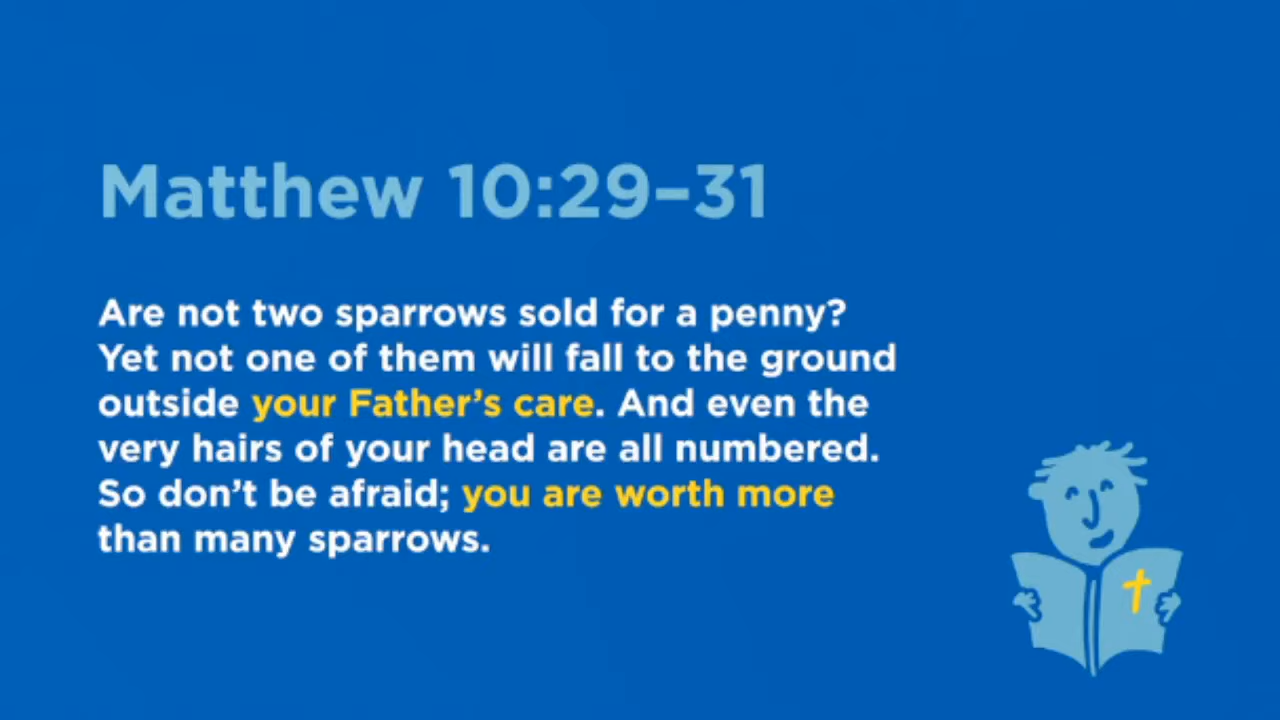 Matthew 10:29–31
Are not two sparrows sold for a penny?
Yet not one of them will fall to the ground
outside your Father’s care. And even the
very hairs of your head are all numbered.
So don’t be afraid; you are worth more
than many sparrows.